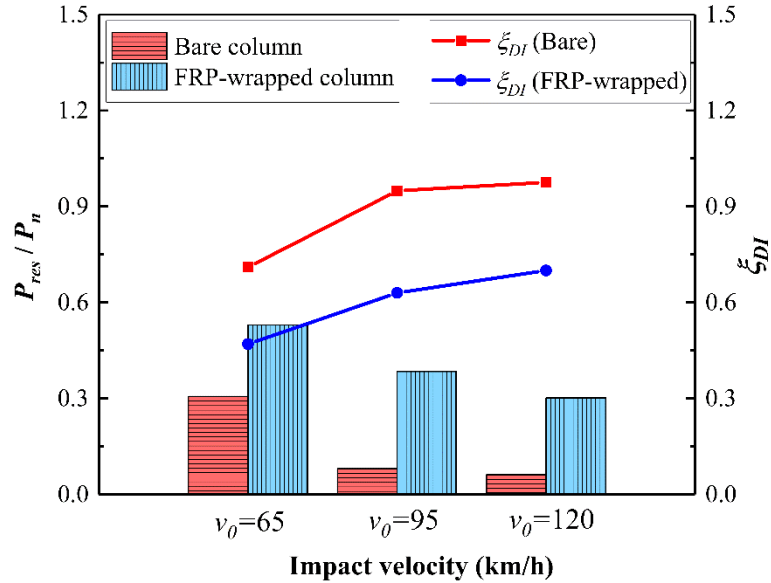 1.5 1.5
Bare column ξDI (Bare)
FRP-wrapped column ξDI (FRP-wrapped)
1.2 1.2
0.9 0.9
Pres / Pn
ξDI
0.6 0.6
0.3 0.3
0.0 0.0
v0=65 v0=95 v0=120
Impact velocity (km/h)